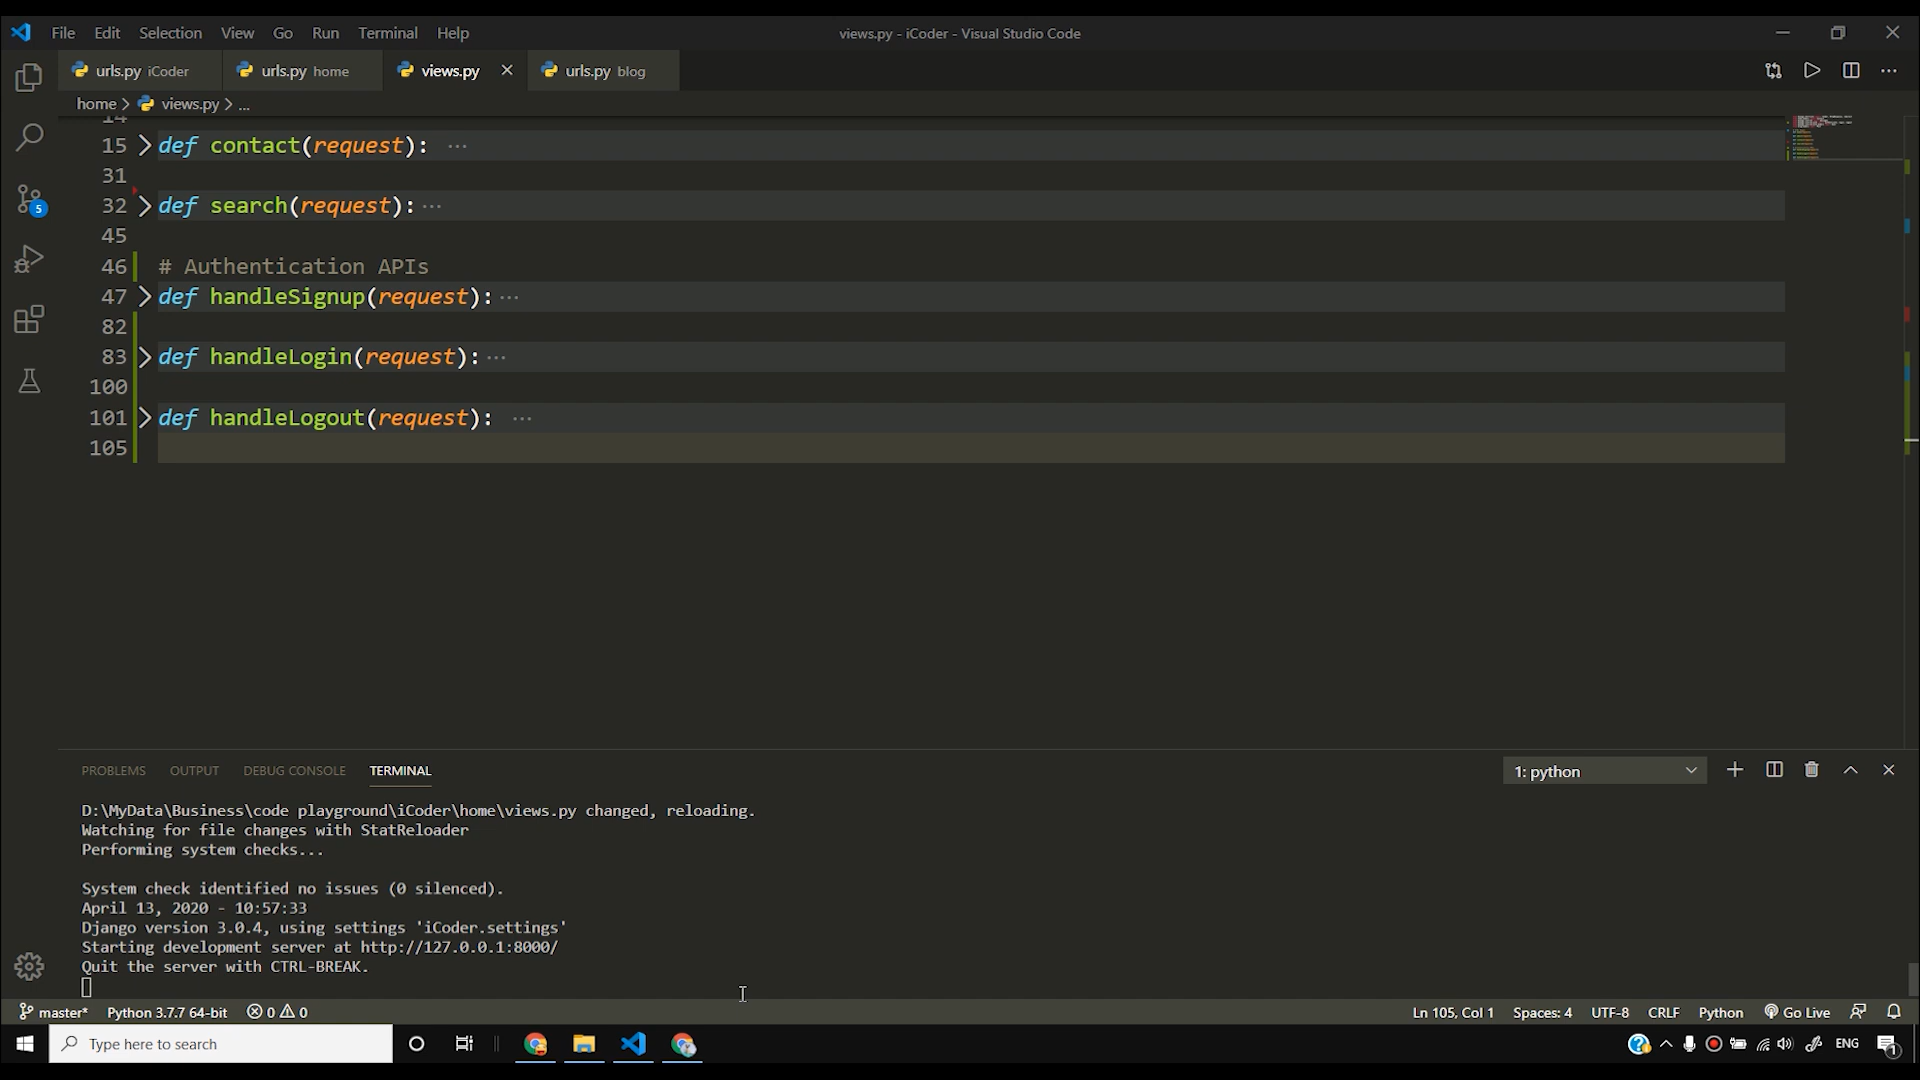 File Edit Selection View Go Run Terminal Help
views.py - iCoder - Visual Studio Code
urls.py iCoder
urls.py home
views.py
urls.py blog
home > views.py > ...
14
15 def contact(request): ...
31
32 def search(request): ...
45
46 # Authentication APIs
47 def handleSignup(request): ...
82
83 def handleLogin(request): ...
100
101 def handleLogout(request): ...
105
5
PROBLEMS OUTPUT DEBUG CONSOLE TERMINAL
1: python
D:\MyData\Business\code playground\iCoder\home\views.py changed, reloading.
Watching for file changes with StatReloader
Performing system checks...
System check identified no issues (0 silenced).
April 13, 2020 - 10:57:33
Django version 3.0.4, using settings 'iCoder.settings'
Starting development server at http://127.0.0.1:8000/
Quit the server with CTRL-BREAK.
master* Python 3.7.7 64-bit 0 0
Ln 105, Col 1 Spaces: 4 UTF-8 CRLF Python Go Live
Type here to search
ENG
1